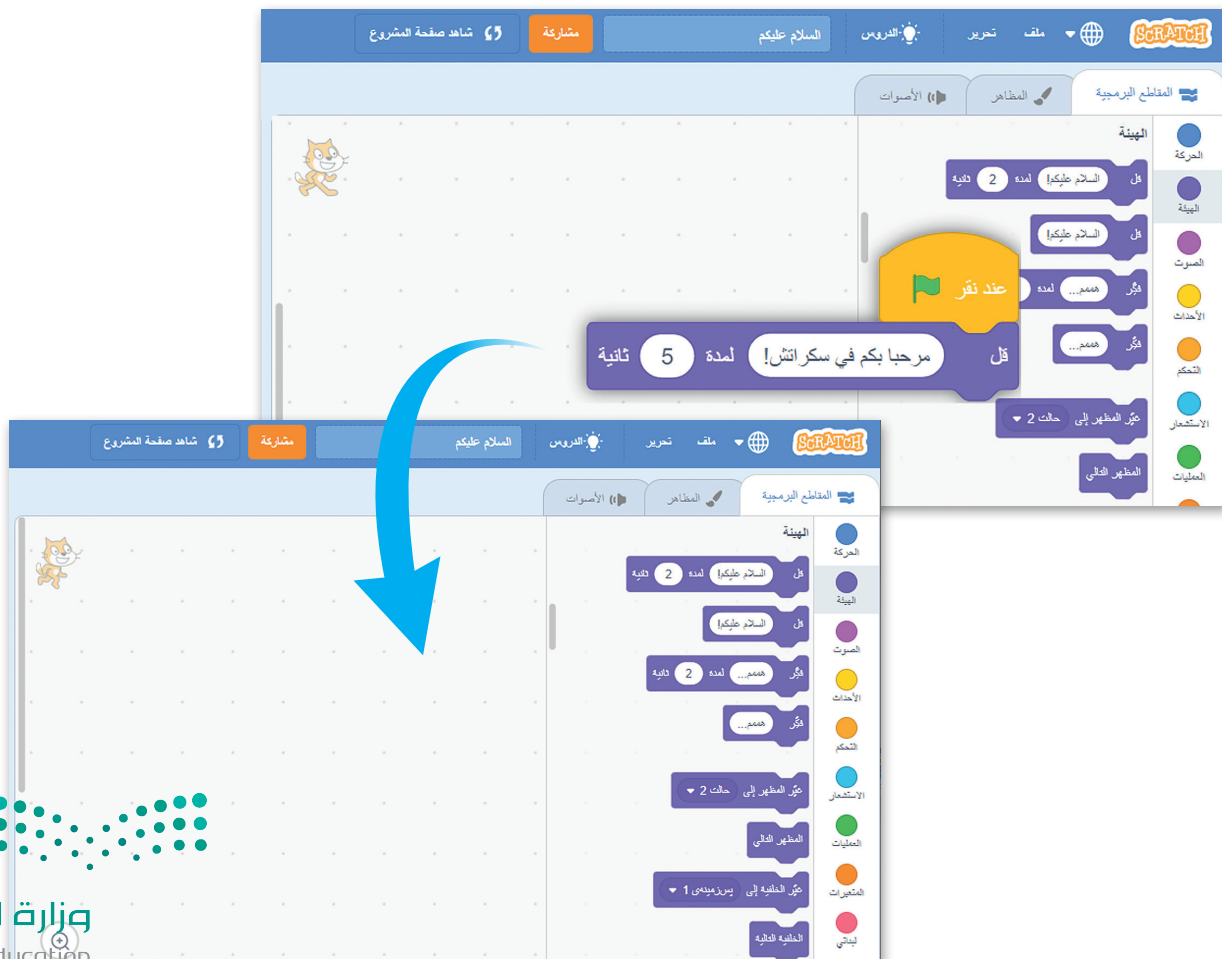 SCRATCH ملف تحرير الدروس السلام عليكم مشاركة شاهد صفحة المشروع
المقاطع البرمجية المظاهر الأصوات
الهيئة
الحركة
الهيئة
الصوت
الأحداث
التحكم
الاستشعار
العمليات
قل السلام عليكم! لمدة 2 ثانية
قل السلام عليكم!
فكّر هممم... لمدة
فكّر هممم...
غيّر المظهر إلى حالت 2
المظهر التالي
عند نقر
قل مرحبا بكم في سكراتش! لمدة 5 ثانية
SCRATCH ملف تحرير الدروس السلام عليكم مشاركة شاهد صفحة المشروع
المقاطع البرمجية المظاهر الأصوات
الهيئة
الحركة
الهيئة
الصوت
الأحداث
التحكم
الاستشعار
العمليات
المتغيرات
لبناتي
قل السلام عليكم! لمدة 2 ثانية
قل السلام عليكم!
فكّر هممم... لمدة 2 ثانية
فكّر هممم...
غيّر المظهر إلى حالت 2
المظهر التالي
غيّر الخلفية إلى پس‌زمینه‌ی 1
الخلفية التالية
وزارة